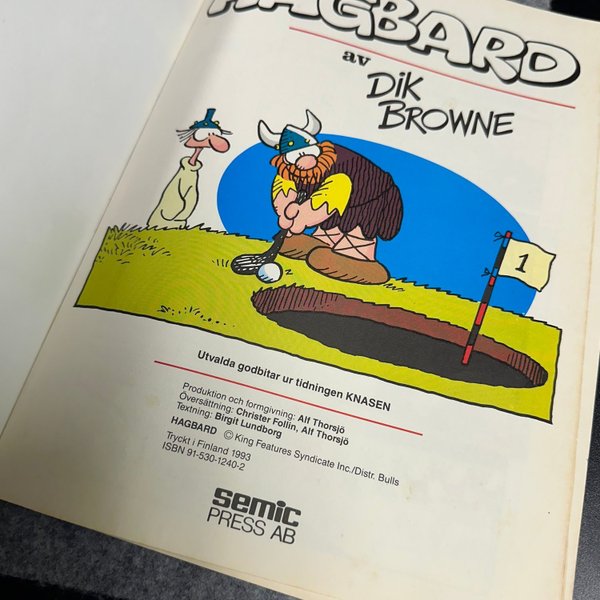 HAGBARD
av
DIK
BROWNE
1
Utvalda godbitar ur tidningen KNASEN
Produktion och formgivning: Alf Thorsjö
Översättning: Christer Follin, Alf Thorsjö
Textning: Birgit Lundborg
HAGBARD © King Features Syndicate Inc./Distr. Bulls
Tryckt i Finland 1993
ISBN 91-530-1240-2
semic
PRESS AB